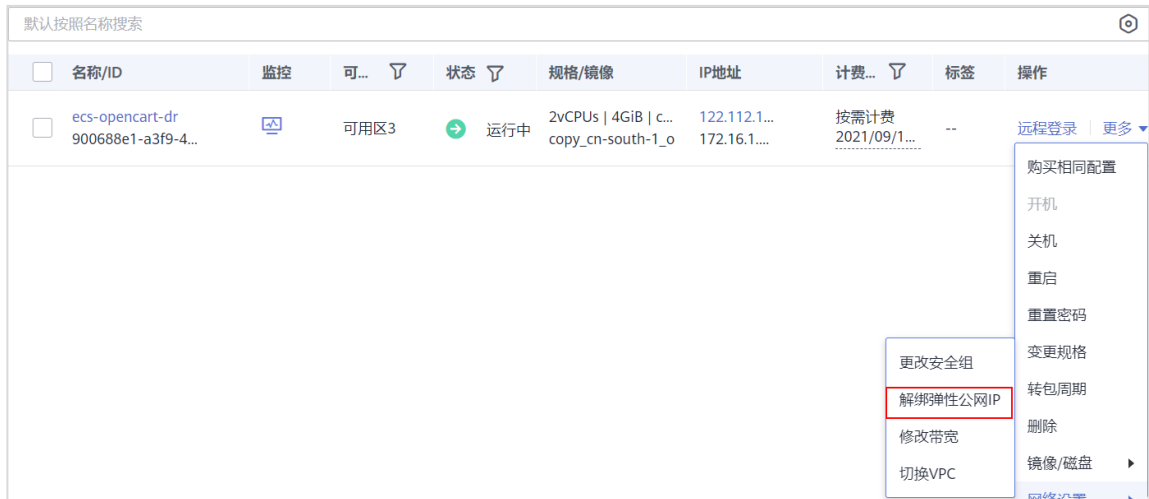 默认按照名称搜索
名称/ID 监控 可... 状态 规格/镜像 IP地址 计费... 标签 操作
ecs-opencart-dr
900688e1-a3f9-4...
可用区3
运行中
2vCPUs | 4GiB | c...
copy_cn-south-1_o
122.112.1...
172.16.1....
按需计费
2021/09/1...
--
远程登录 更多
购买相同配置
开机
关机
重启
重置密码
变更规格
转包周期
删除
镜像/磁盘
网络设置
更改安全组
解绑弹性公网IP
修改带宽
切换VPC